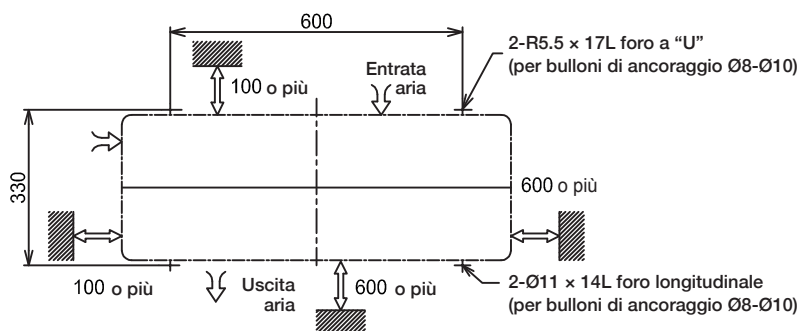 600
2-R5.5 × 17L foro a “U”
(per bulloni di ancoraggio Ø8-Ø10)
Entrata
aria
100 o più
330
600 o più
100 o più
Uscita
aria
600 o più
2-Ø11 × 14L foro longitudinale
(per bulloni di ancoraggio Ø8-Ø10)